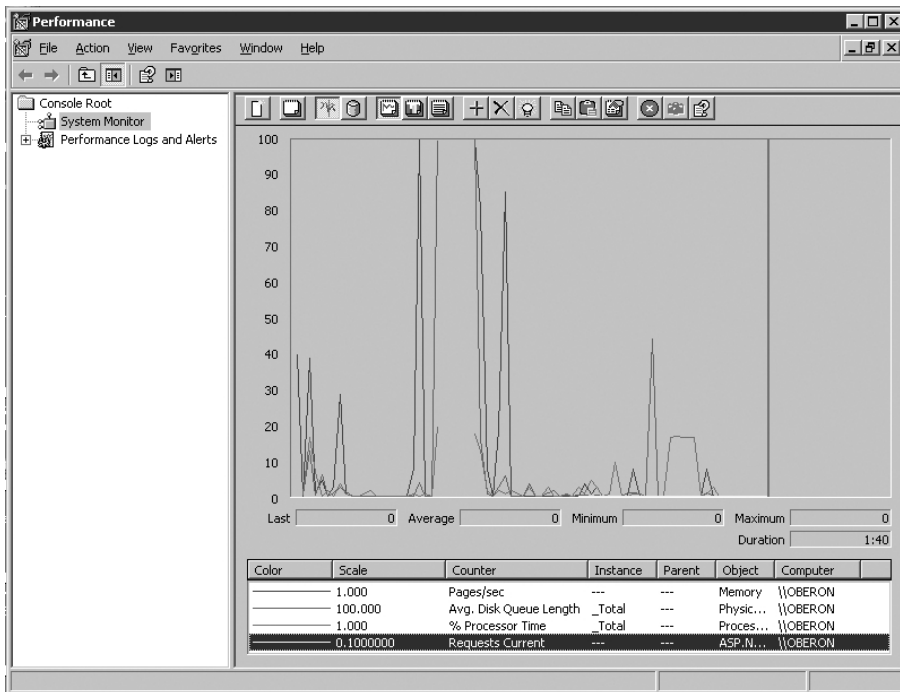 Performance
File Action View Favorites Window Help
Console Root
System Monitor
Performance Logs and Alerts
100
90
80
70
60
50
40
30
20
10
0
Last 0 Average 0 Minimum 0 Maximum 0
Duration 1:40
Color Scale Counter Instance Parent Object Computer
1.000 Pages/sec --- --- Memory \\OBERON
100.000 Avg. Disk Queue Length _Total --- Physic... \\OBERON
1.000 % Processor Time _Total --- Proces... \\OBERON
0.1000000 Requests Current --- --- ASP.N... \\OBERON